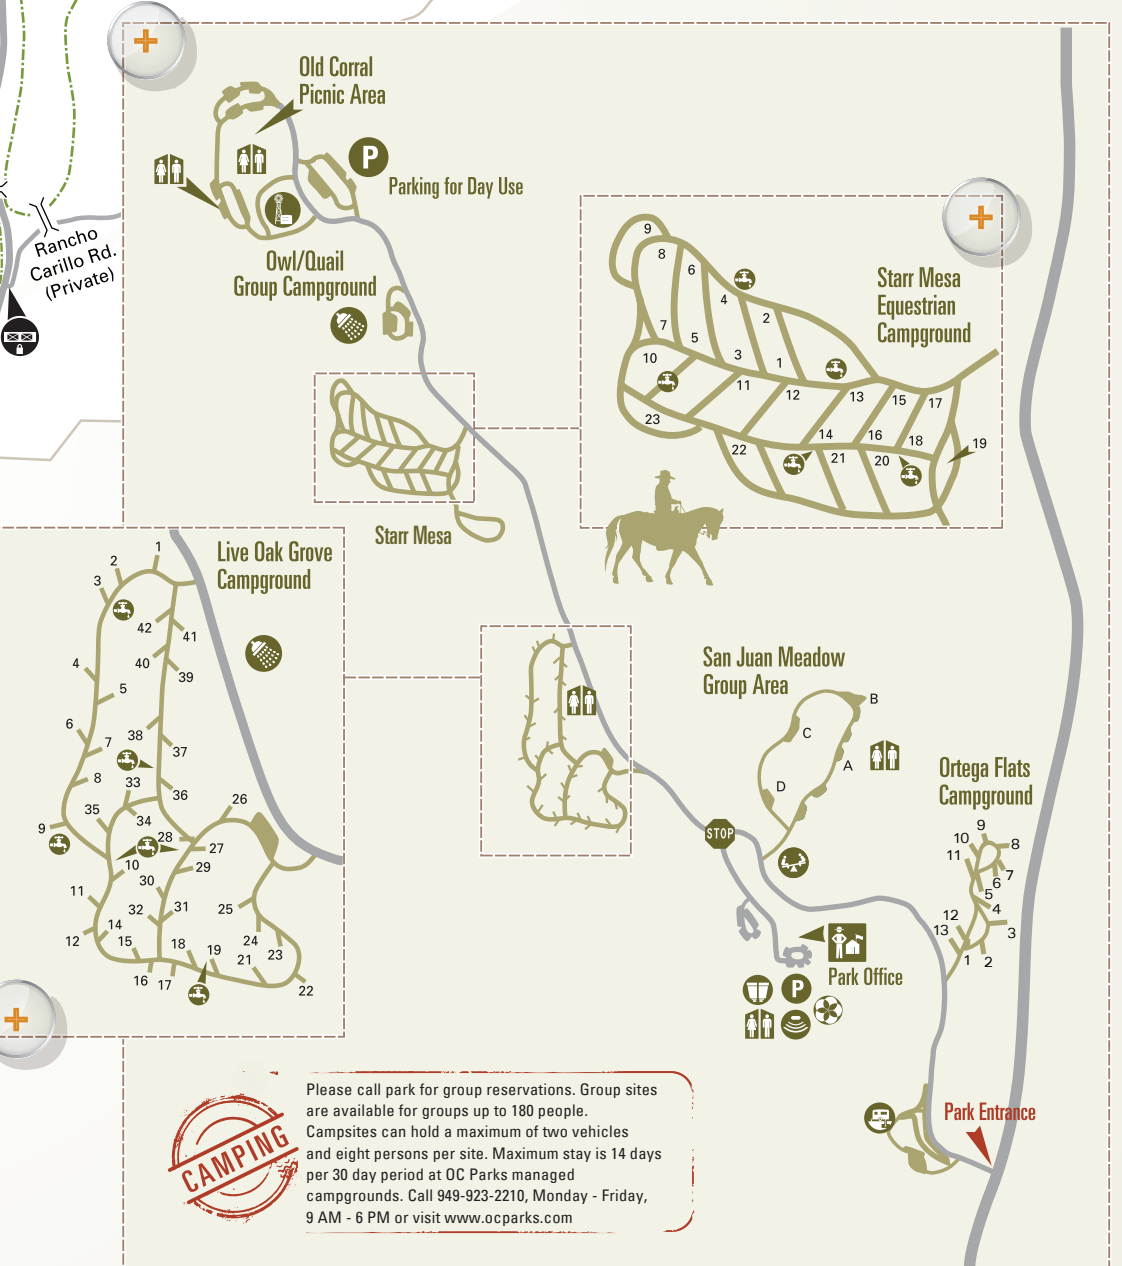 Old Corral
Picnic Area
P
Parking for Day Use
Rancho
Carillo Rd.
(Private)
Owl/Quail
Group Campground
Starr Mesa
Equestrian
Campground
9
8
6
4
2
7
5
3
1
10
11
12
13
15
17
23
14
16
18
19
22
21
20
Starr Mesa
Live Oak Grove
Campground
1
2
3
42
41
40
39
4
5
6
7
38
37
8
33
36
35
34
26
9
28
27
10
29
30
11
32
31
25
14
12
15
18
19
24
23
21
16
17
22
San Juan Meadow
Group Area
B
C
A
D
STOP
Ortega Flats
Campground
9
10
8
11
7
6
5
4
12
3
13
1
2
Park Office
P
Park Entrance
CAMPING
Please call park for group reservations. Group sites
are available for groups up to 180 people.
Campsites can hold a maximum of two vehicles
and eight persons per site. Maximum stay is 14 days
per 30 day period at OC Parks managed
campgrounds. Call 949-923-2210, Monday - Friday,
9 AM - 6 PM or visit www.ocparks.com